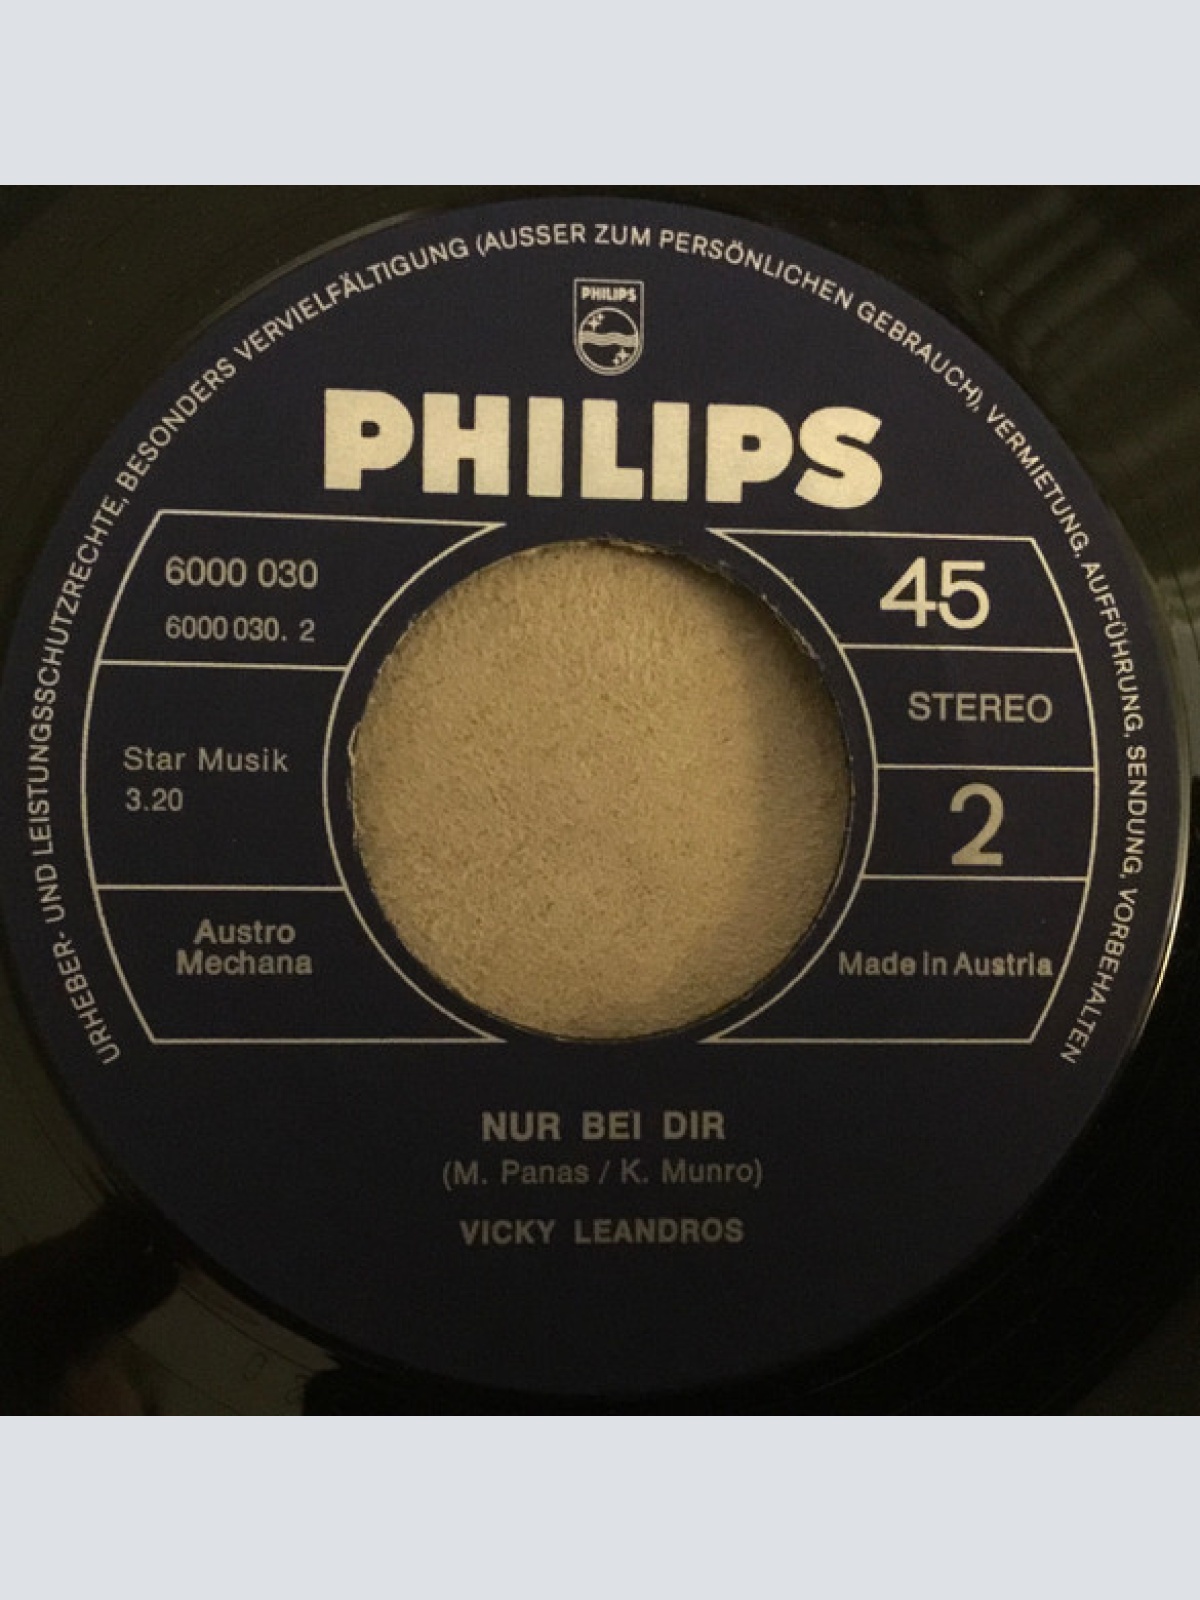 URHEBER- UND LEISTUNGSSCHUTZRECHTE, BESONDERS VERVIELFÄLTIGUNG (AUSSER ZUM PERSÖNLICHEN GEBRAUCH), VERMIETUNG, AUFFÜHRUNG, SENDUNG, VORBEHALTEN
PHILIPS
PHILIPS
6000 030
6000 030. 2
Star Musik
3.20
Austro
Mechana
45
STEREO
2
Made in Austria
NUR BEI DIR
(M. Panas / K. Munro)
VICKY LEANDROS